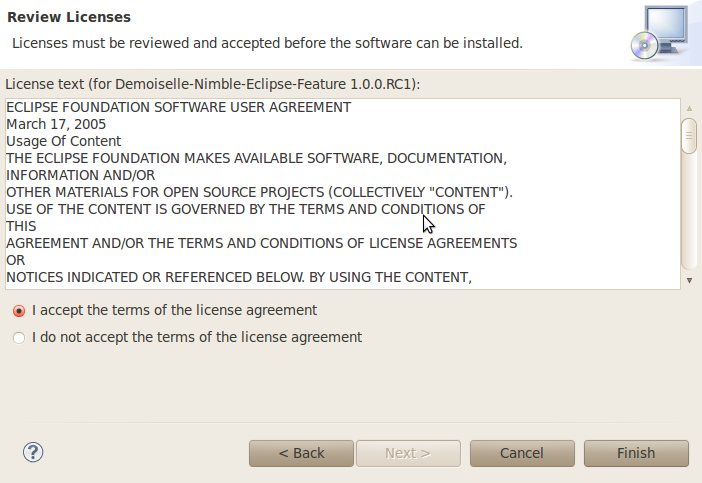 Review Licenses
Licenses must be reviewed and accepted before the software can be installed.
License text (for Demoiselle-Nimble-Eclipse-Feature 1.0.0.RC1):
ECLIPSE FOUNDATION SOFTWARE USER AGREEMENT
March 17, 2005
Usage Of Content
THE ECLIPSE FOUNDATION MAKES AVAILABLE SOFTWARE, DOCUMENTATION,
INFORMATION AND/OR
OTHER MATERIALS FOR OPEN SOURCE PROJECTS (COLLECTIVELY "CONTENT").
USE OF THE CONTENT IS GOVERNED BY THE TERMS AND CONDITIONS OF
THIS
AGREEMENT AND/OR THE TERMS AND CONDITIONS OF LICENSE AGREEMENTS
OR
NOTICES INDICATED OR REFERENCED BELOW. BY USING THE CONTENT,
I accept the terms of the license agreement
I do not accept the terms of the license agreement
?
< Back
Next >
Cancel
Finish